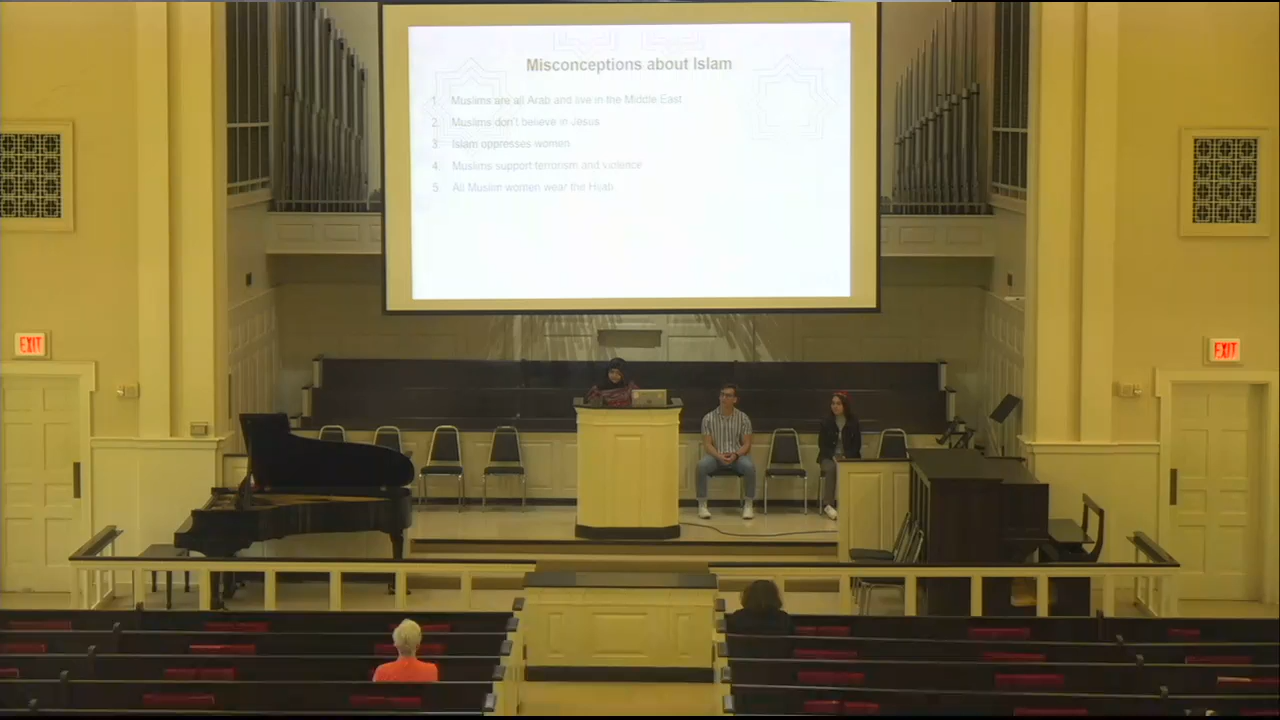 Misconceptions about Islam
1. Muslims are all Arab and live in the Middle East
2. Muslims don't believe in Jesus
3. Islam oppresses women
4. Muslims support terrorism and violence
5. All Muslim women wear the Hijab
EXIT
EXIT